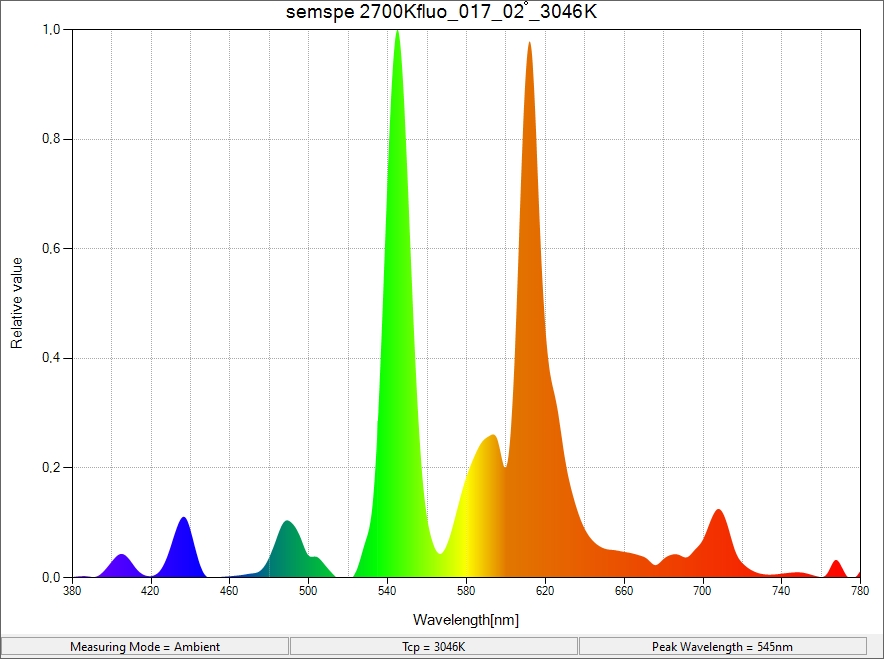 semspe 2700Kfluo_017_02°_3046K
1,0
0,8
0,6
0,4
0,2
0,0
Relative value
380 420 460 500 540 580 620 660 700 740 780
Wavelength[nm]
Measuring Mode = Ambient Tcp = 3046K Peak Wavelength = 545nm